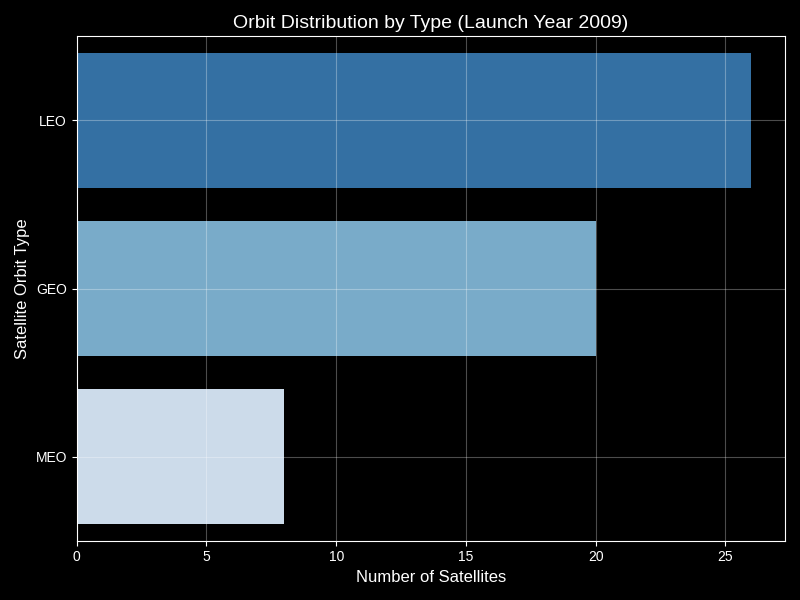 Orbit Distribution by Type (Launch Year 2009)
Satellite Orbit Type
LEO
GEO
MEO
0 5 10 15 20 25
Number of Satellites